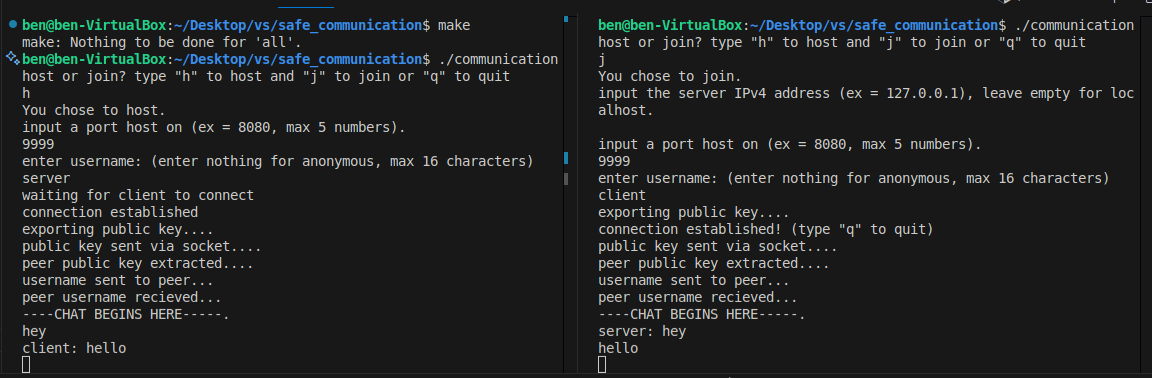 ben@ben-VirtualBox:~/Desktop/vs/safe_communication$ make
make: Nothing to be done for 'all'.
ben@ben-VirtualBox:~/Desktop/vs/safe_communication$ ./communication
host or join? type "h" to host and "j" to join or "q" to quit
h
You chose to host.
input a port host on (ex = 8080, max 5 numbers).
9999
enter username: (enter nothing for anonymous, max 16 characters)
server
waiting for client to connect
connection established
exporting public key....
public key sent via socket....
peer public key extracted....
username sent to peer...
peer username recieved...
----CHAT BEGINS HERE-----.
hey
client: hello
ben@ben-VirtualBox:~/Desktop/vs/safe_communication$ ./communication
host or join? type "h" to host and "j" to join or "q" to quit
j
You chose to join.
input the server IPv4 address (ex = 127.0.0.1), leave empty for loc
alhost.
input a port host on (ex = 8080, max 5 numbers).
9999
enter username: (enter nothing for anonymous, max 16 characters)
client
exporting public key....
connection established! (type "q" to quit)
public key sent via socket....
peer public key extracted....
username sent to peer...
peer username recieved...
----CHAT BEGINS HERE-----.
server: hey
hello